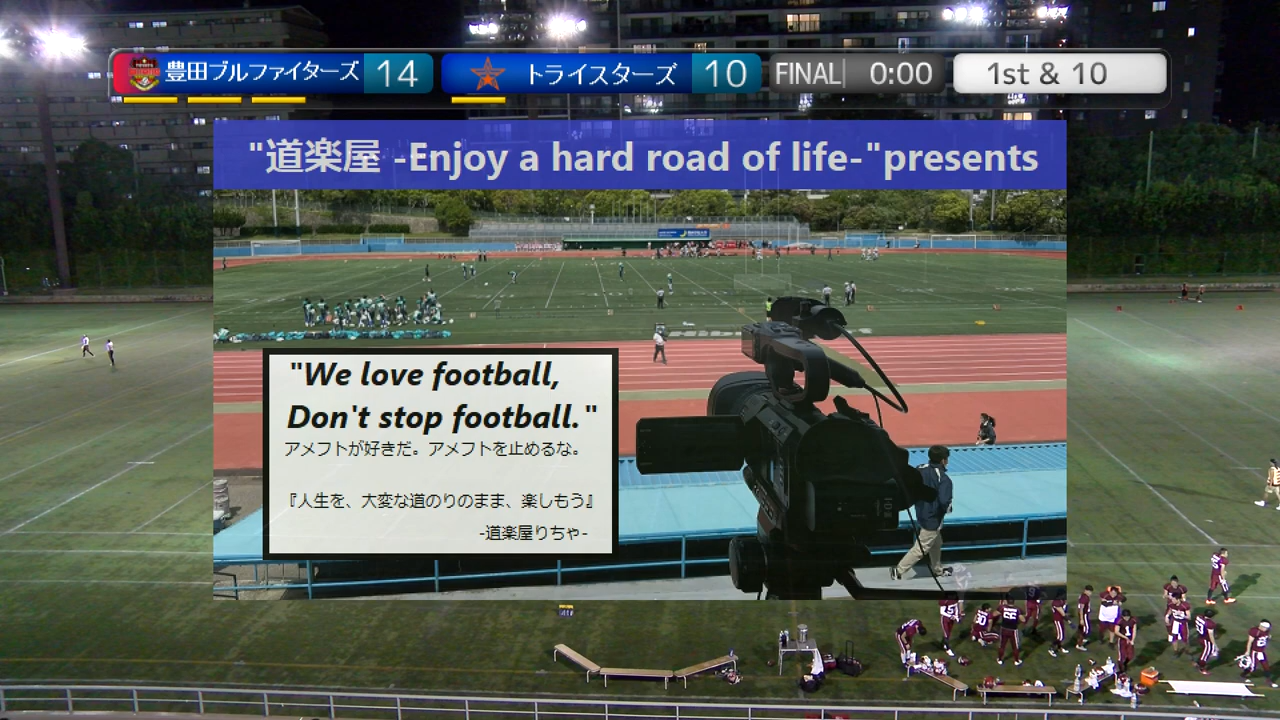 豊田ブルファイターズ 14 トライスターズ 10 FINAL 0:00 1st & 10
"道楽屋 -Enjoy a hard road of life-"presents
"We love football,
Don't stop football."
アメフトが好きだ。アメフトを止めるな。
『人生を、大変な道のりのまま、楽しもう』
-道楽屋りちゃ-